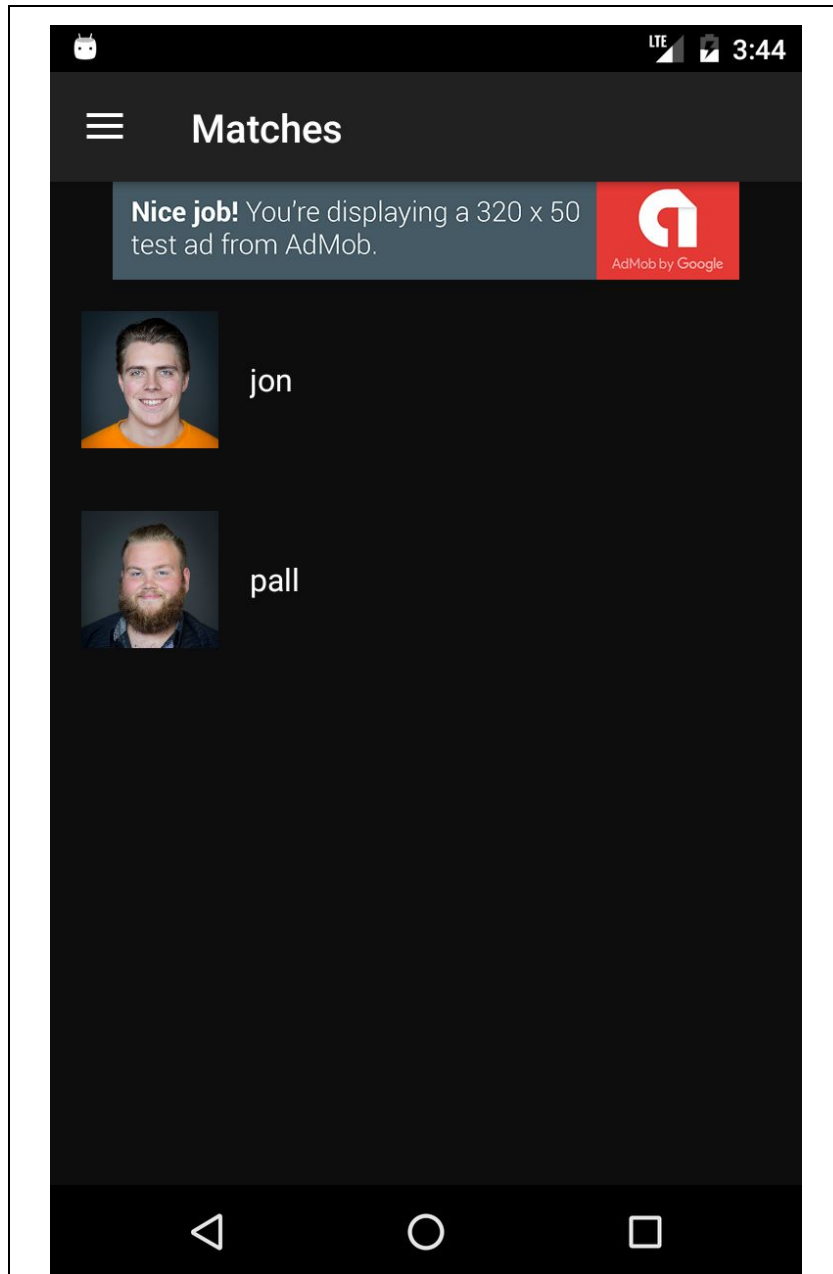 LTE 3:44
Matches
Nice job! You're displaying a 320 x 50
test ad from AdMob.
AdMob by Google
jon
pall